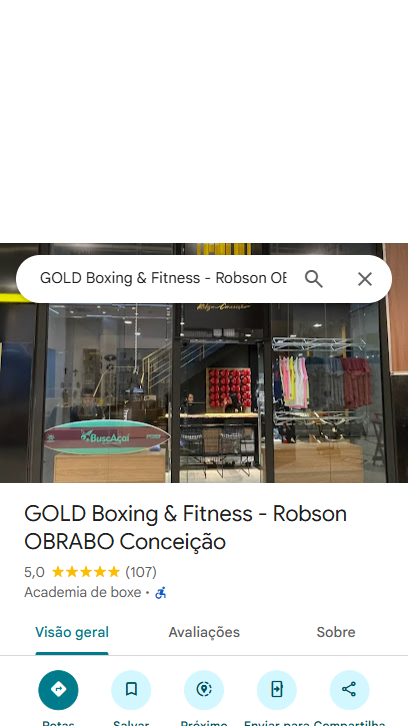 GOLD Boxing & Fitness - Robson OE
BuscAçaí
GOLD Boxing & Fitness - Robson
OBRABO Conceição
5,0 ★★★★★ (107)
Academia de boxe ·
Visão geral
Avaliações
Sobre
Rotas
Salvar
Próximo
Enviar para
Compartilha